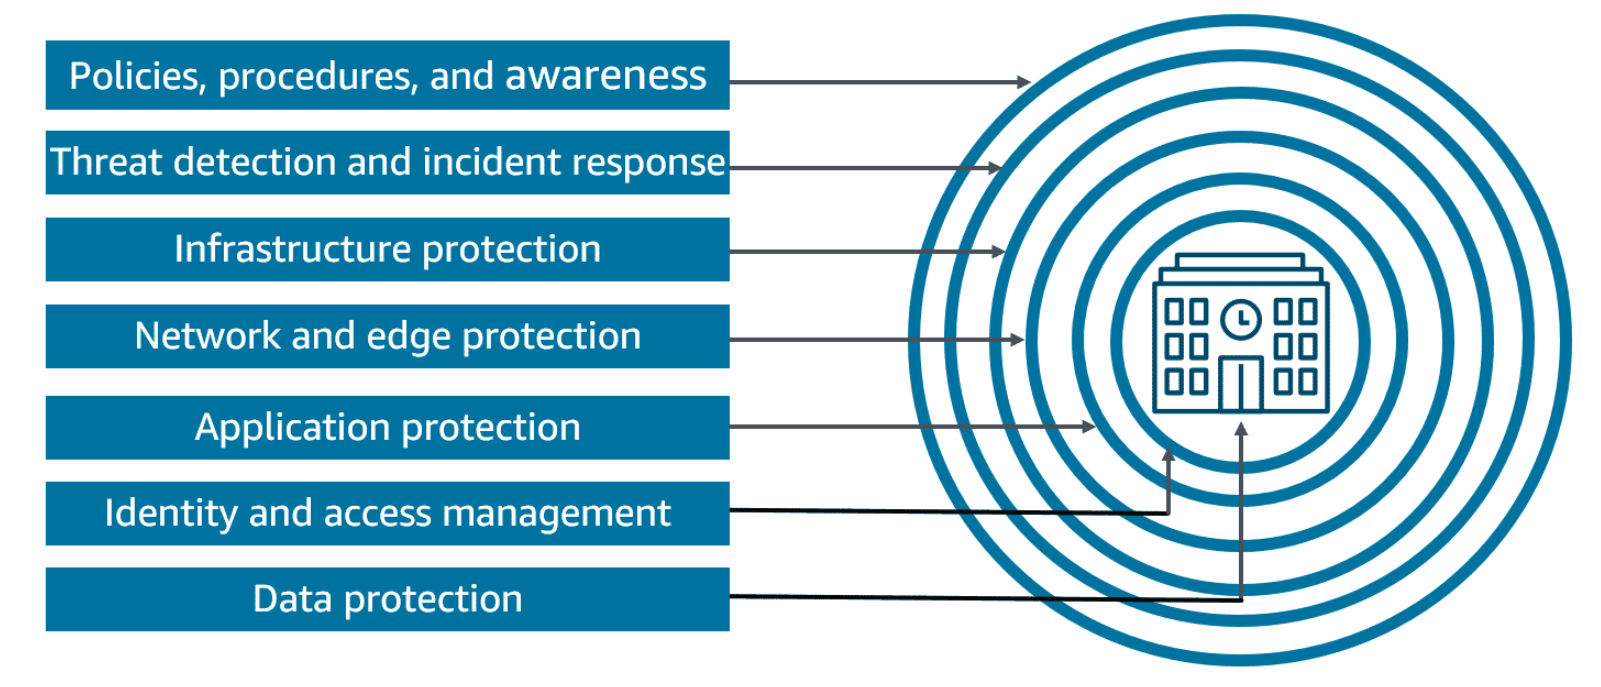 Policies, procedures, and awareness
Threat detection and incident response
Infrastructure protection
Network and edge protection
Application protection
Identity and access management
Data protection